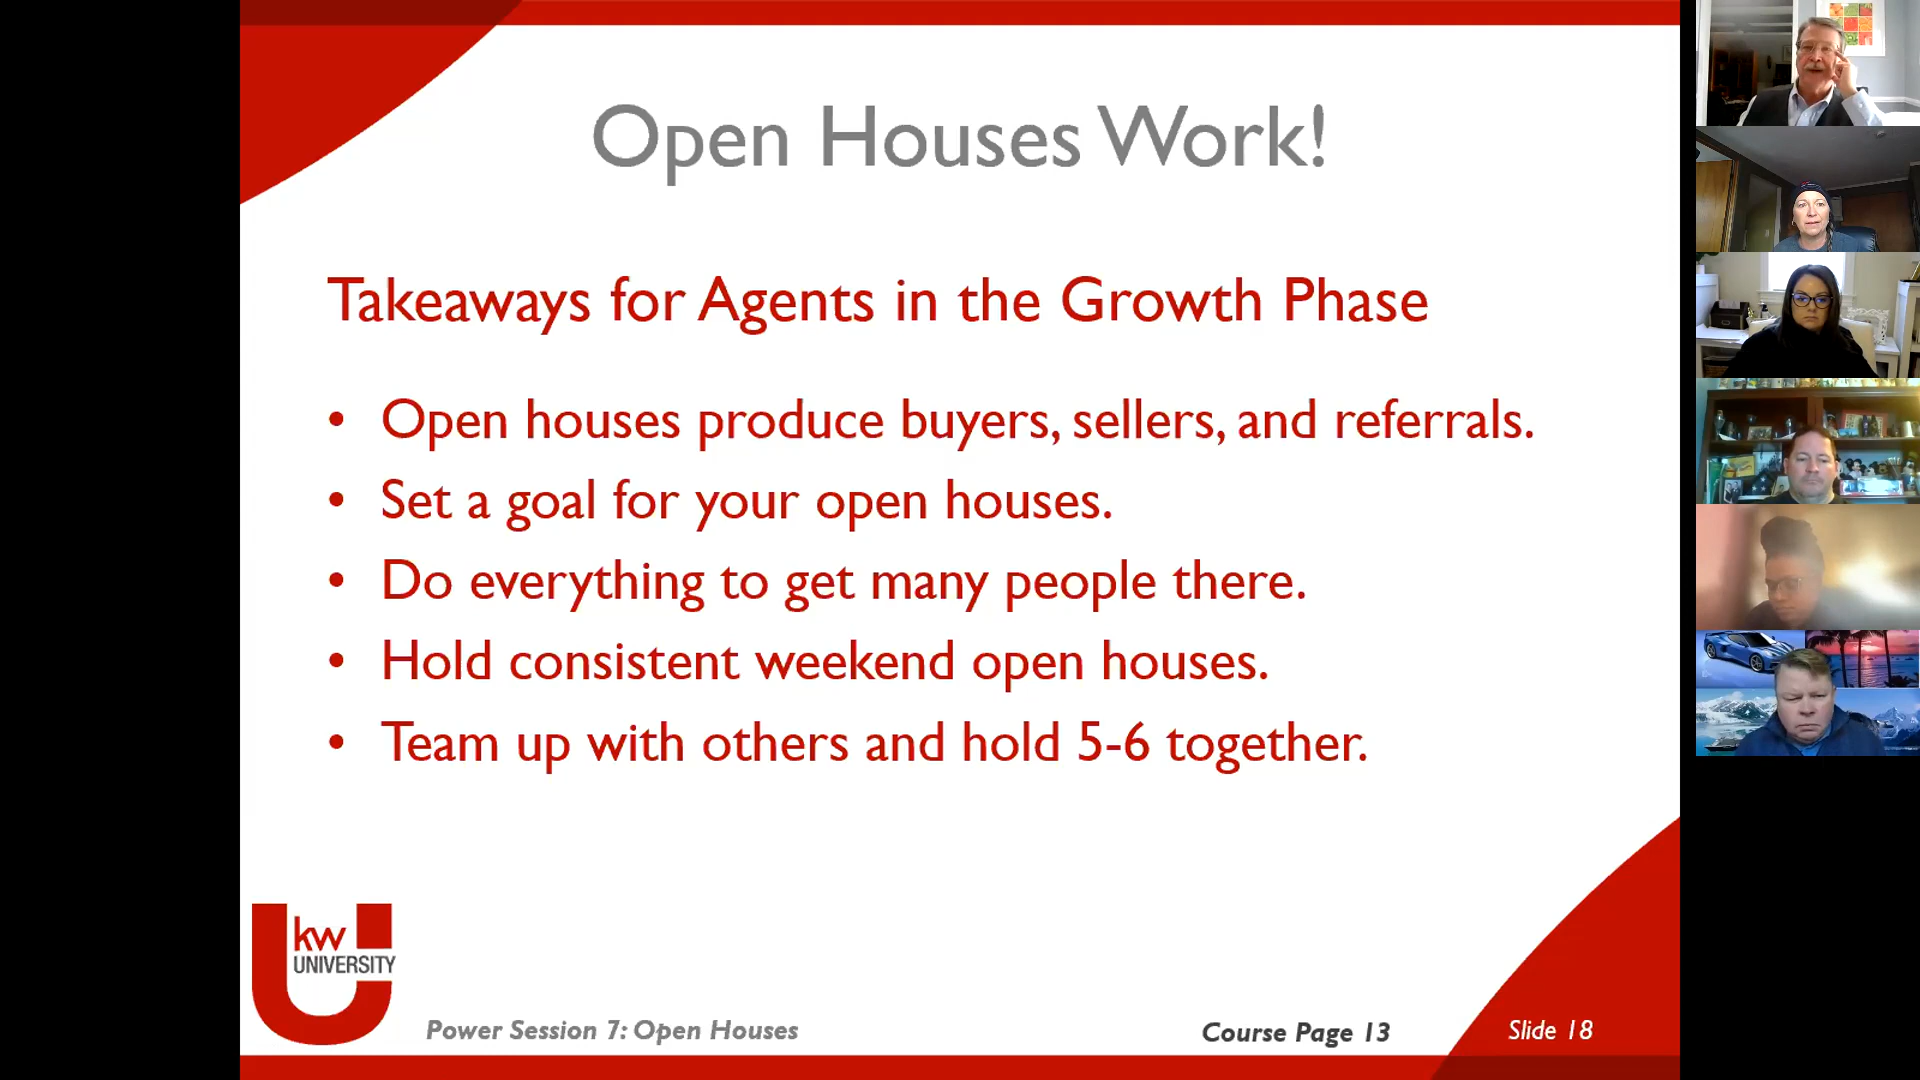 Open Houses Work!
Takeaways for Agents in the Growth Phase
• Open houses produce buyers, sellers, and referrals.
• Set a goal for your open houses.
• Do everything to get many people there.
• Hold consistent weekend open houses.
• Team up with others and hold 5-6 together.
kw
UNIVERSITY
Power Session 7: Open Houses
Course Page 13
Slide 18